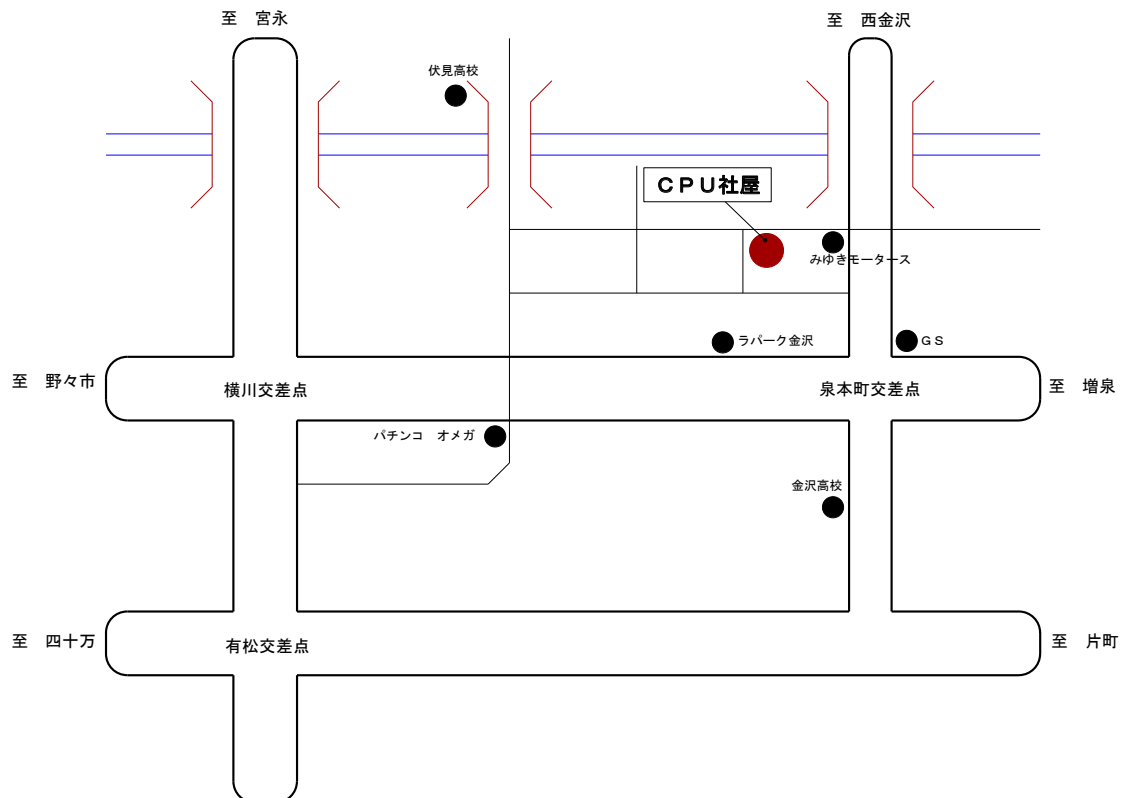 至　宮永
至　西金沢
伏見高校
ＣＰＵ社屋
みゆきモータース
ラパーク金沢
ＧＳ
至　野々市
横川交差点
泉本町交差点
至　増泉
パチンコ　オメガ
金沢高校
至　四十万
有松交差点
至　片町